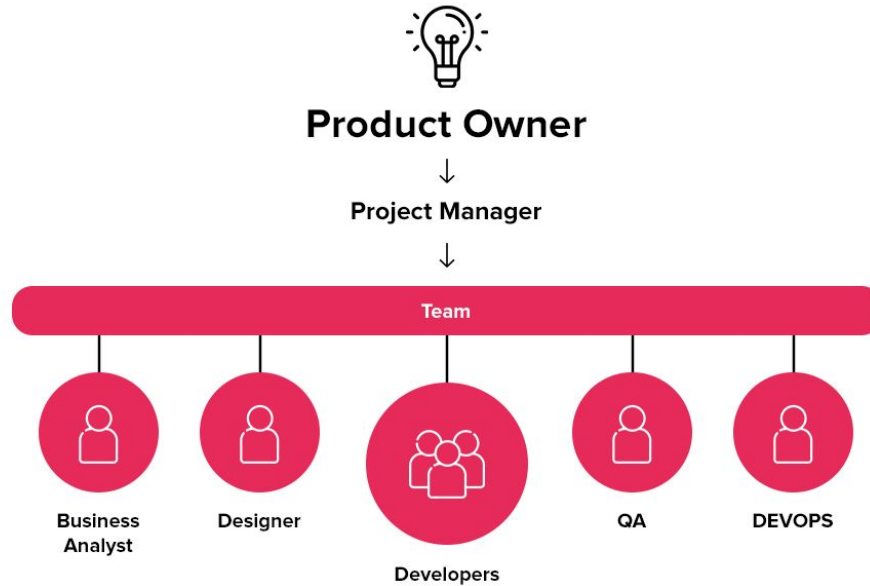 Product Owner
Project Manager
Team
Business
Analyst
Designer
Developers
QA
DEVOPS